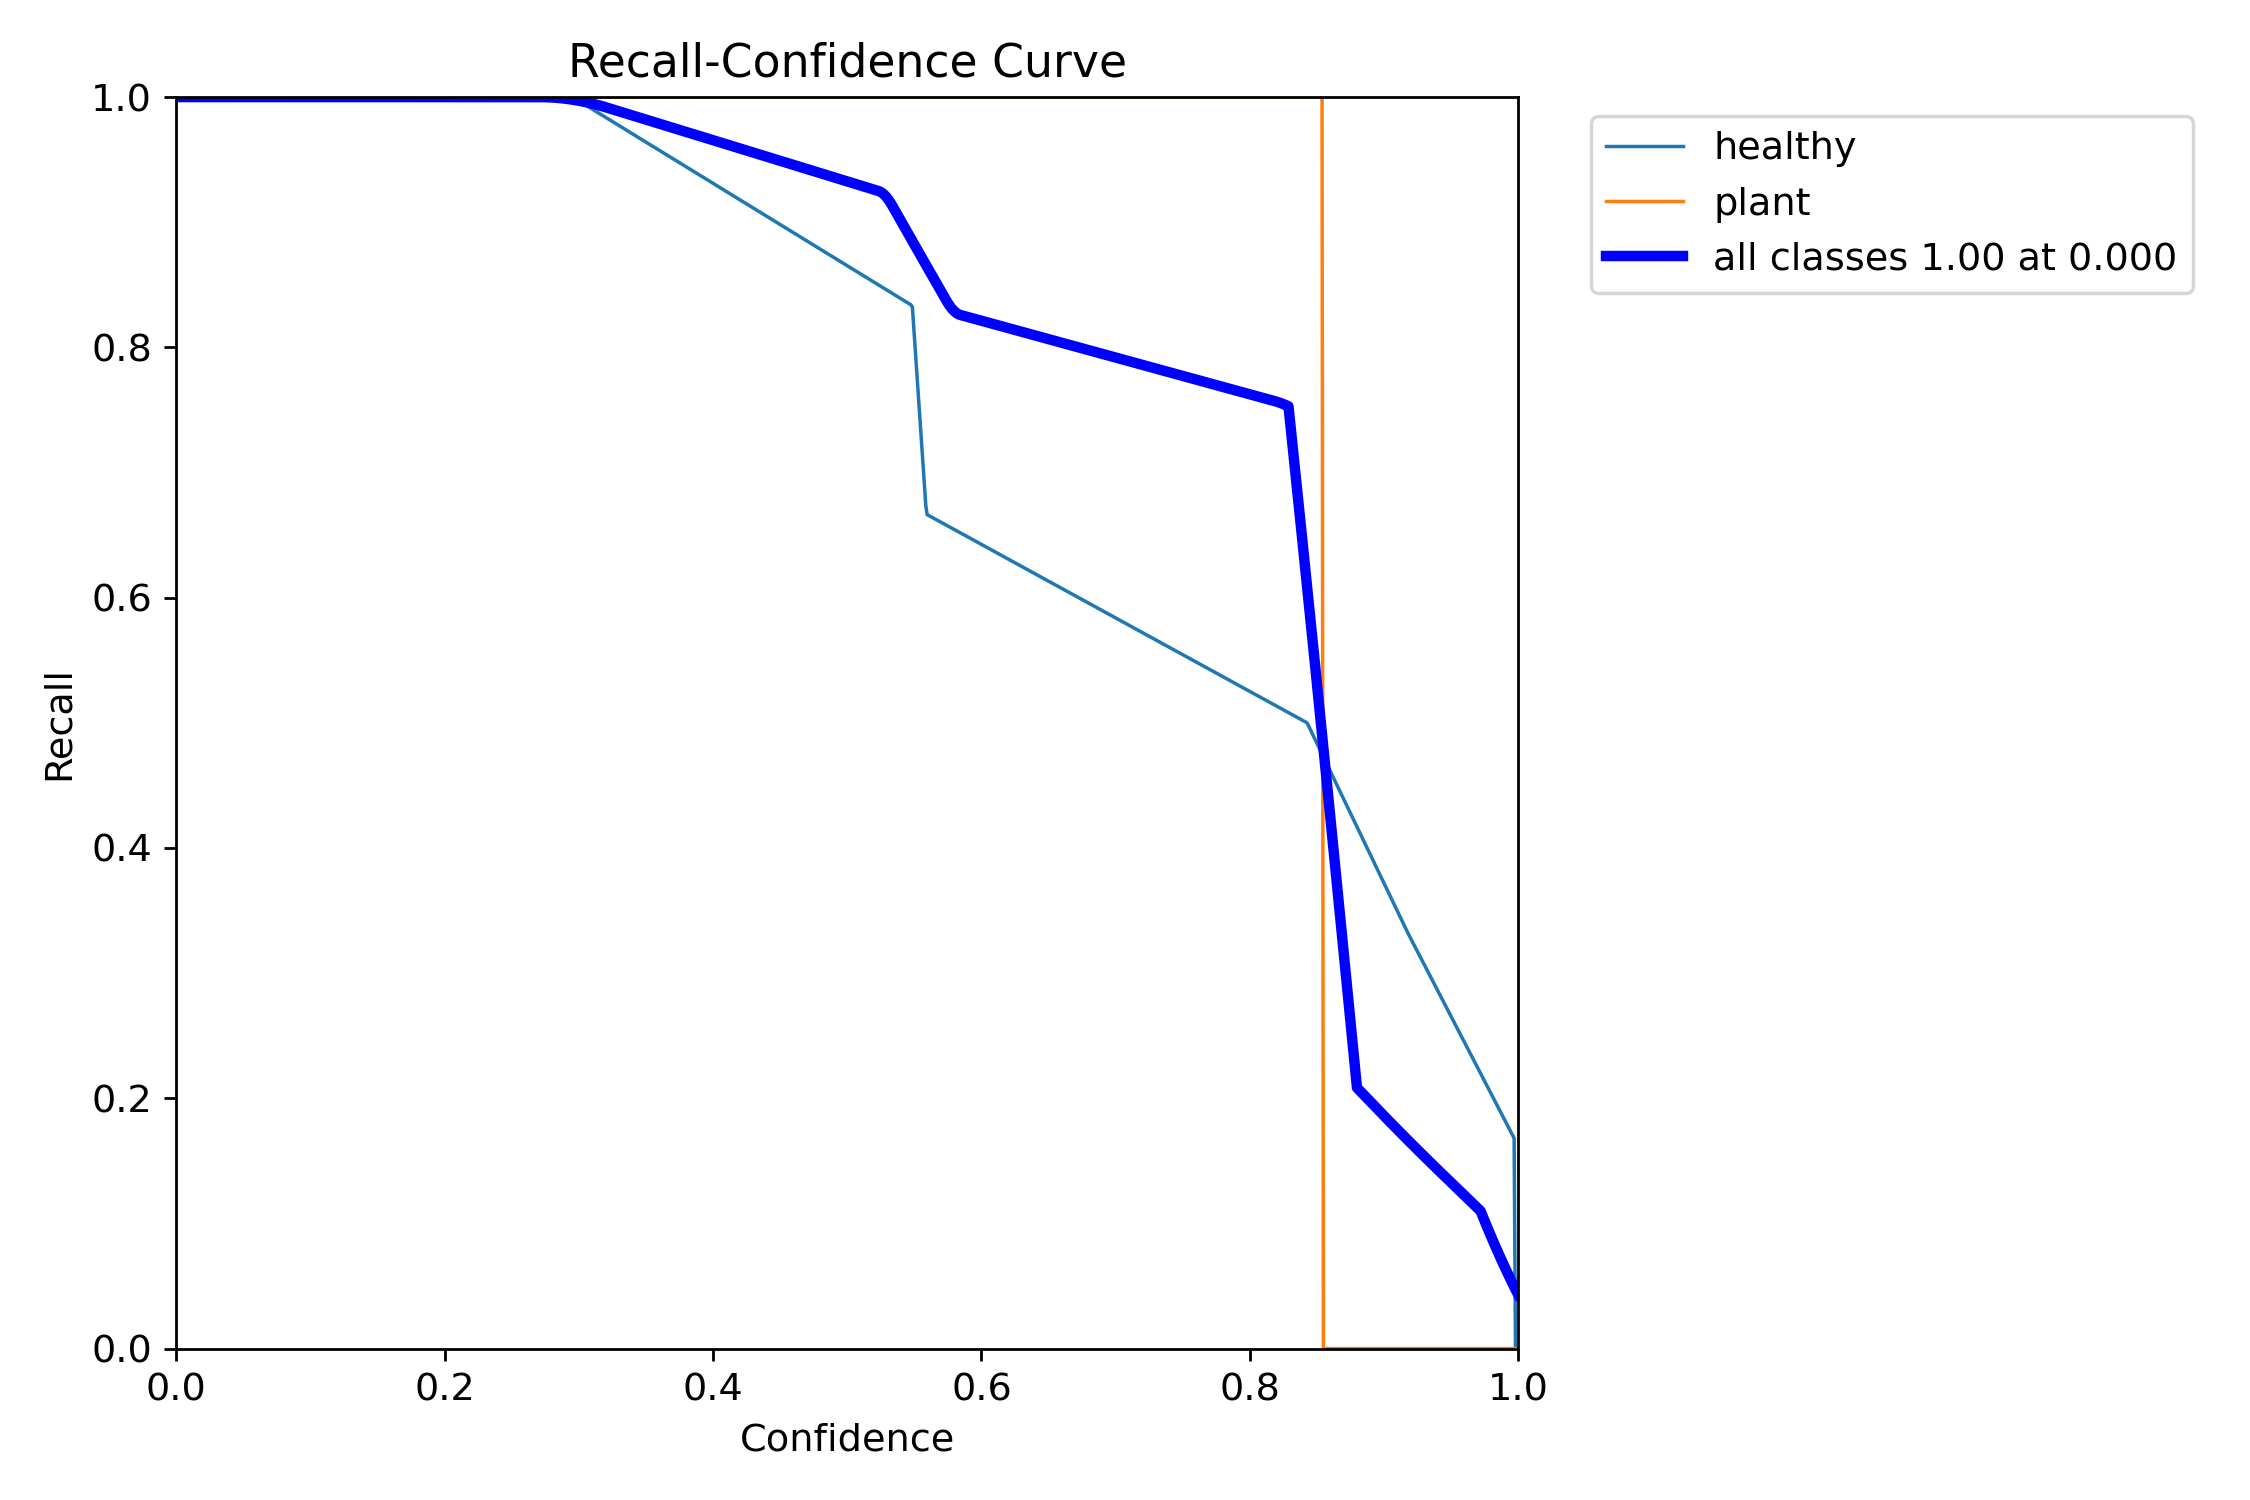 Recall-Confidence Curve
1.0
0.8
0.6
0.4
0.2
0.0
Recall
0.0 0.2 0.4 0.6 0.8 1.0
Confidence
healthy
plant
all classes 1.00 at 0.000